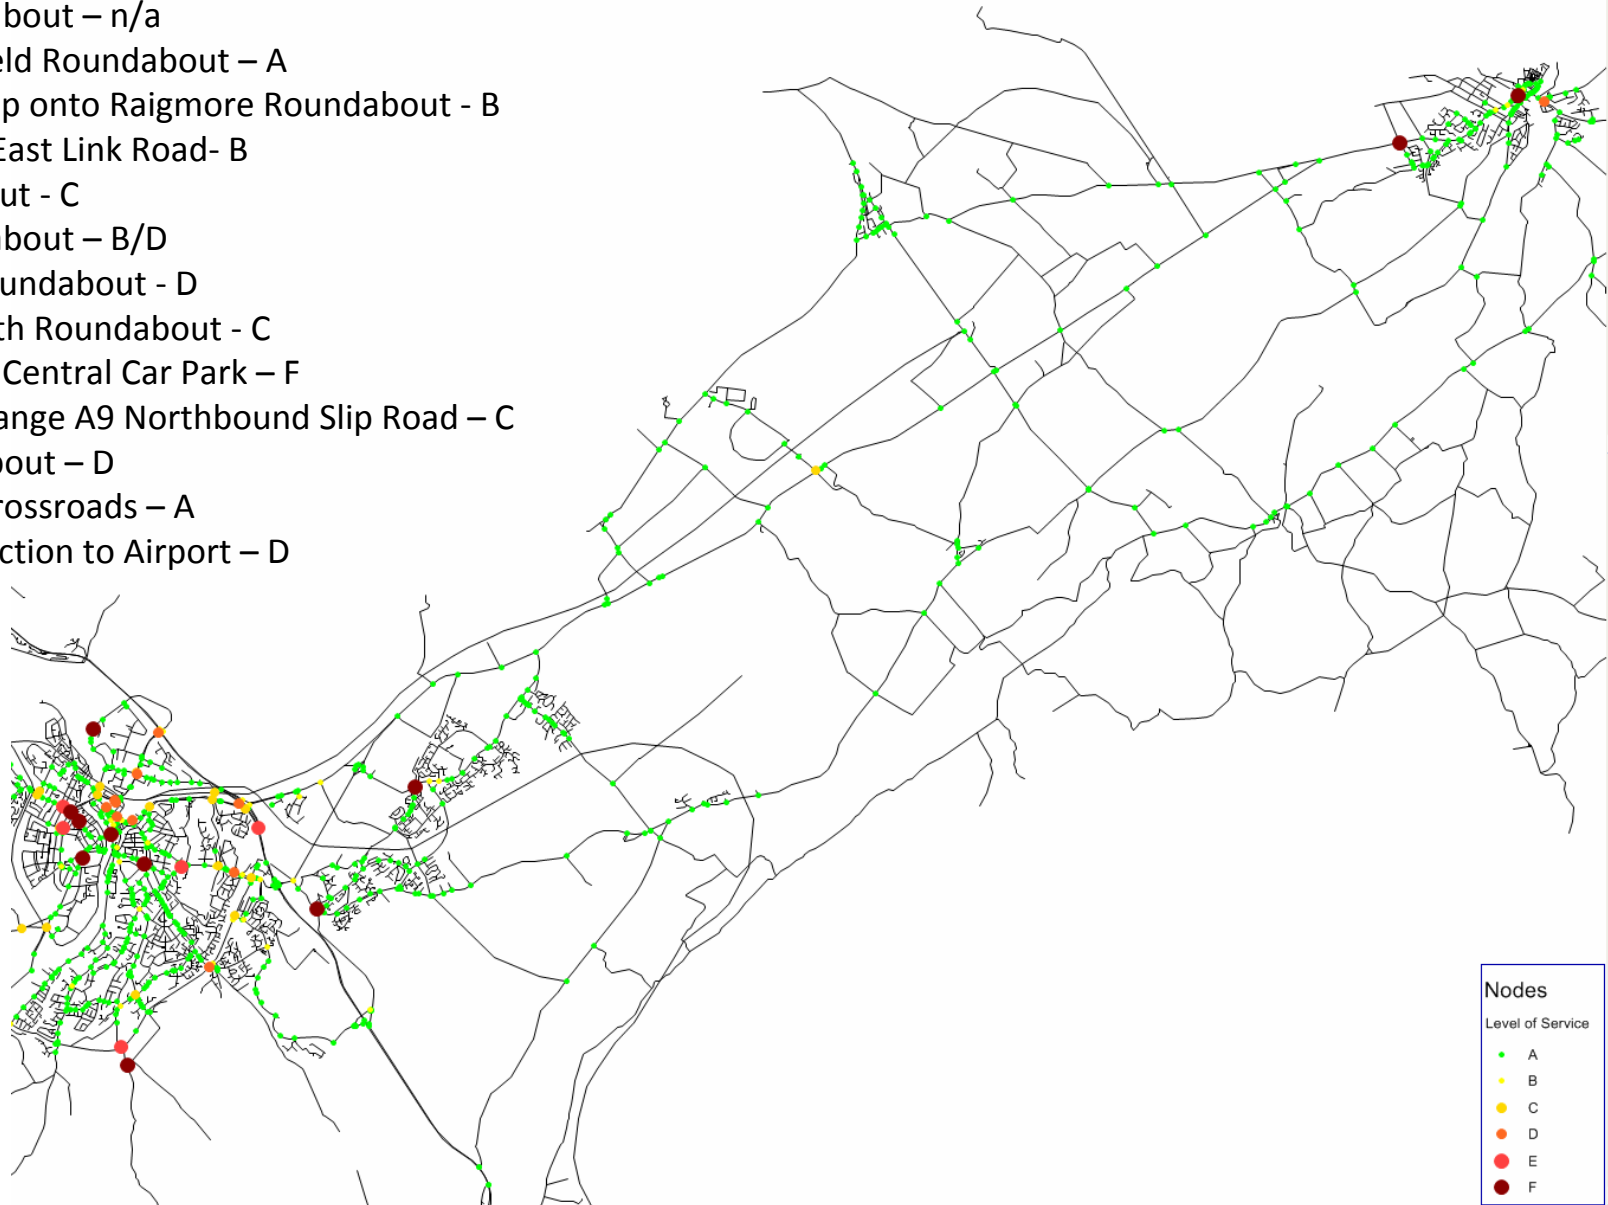 bout – n/a
eld Roundabout – A
p onto Raigmore Roundabout - B
East Link Road- B
ut - C
bout – B/D
undabout - D
th Roundabout - C
Central Car Park – F
ange A9 Northbound Slip Road – C
bout – D
rossroads – A
ction to Airport – D
Nodes
Level of Service
A
B
C
D
E
F